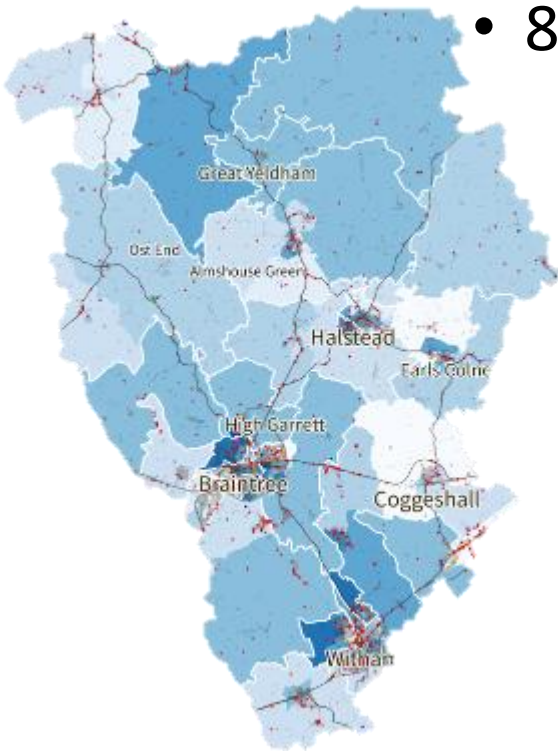 • 8
Great Yeldham
Ost End
Almshouse Green
Halstead
Earls Colne
High Garrett
Braintree
Coggeshall
Witham